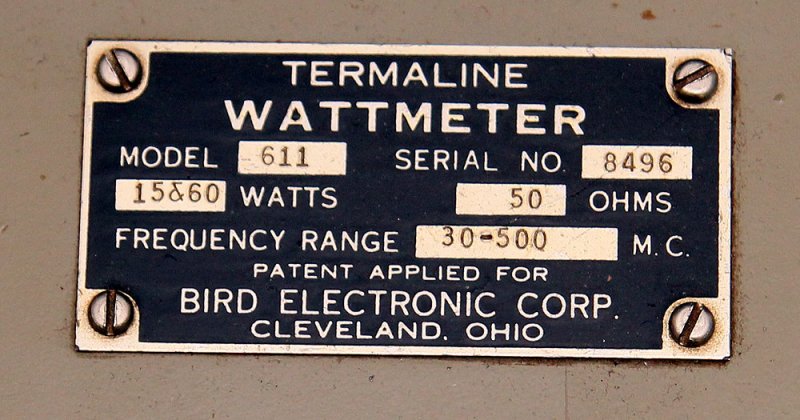 TERMALINE
WATTMETER
MODEL 611 SERIAL NO. 8496
15&60 WATTS 50 OHMS
FREQUENCY RANGE 30-500 M.C.
PATENT APPLIED FOR
BIRD ELECTRONIC CORP.
CLEVELAND. OHIO